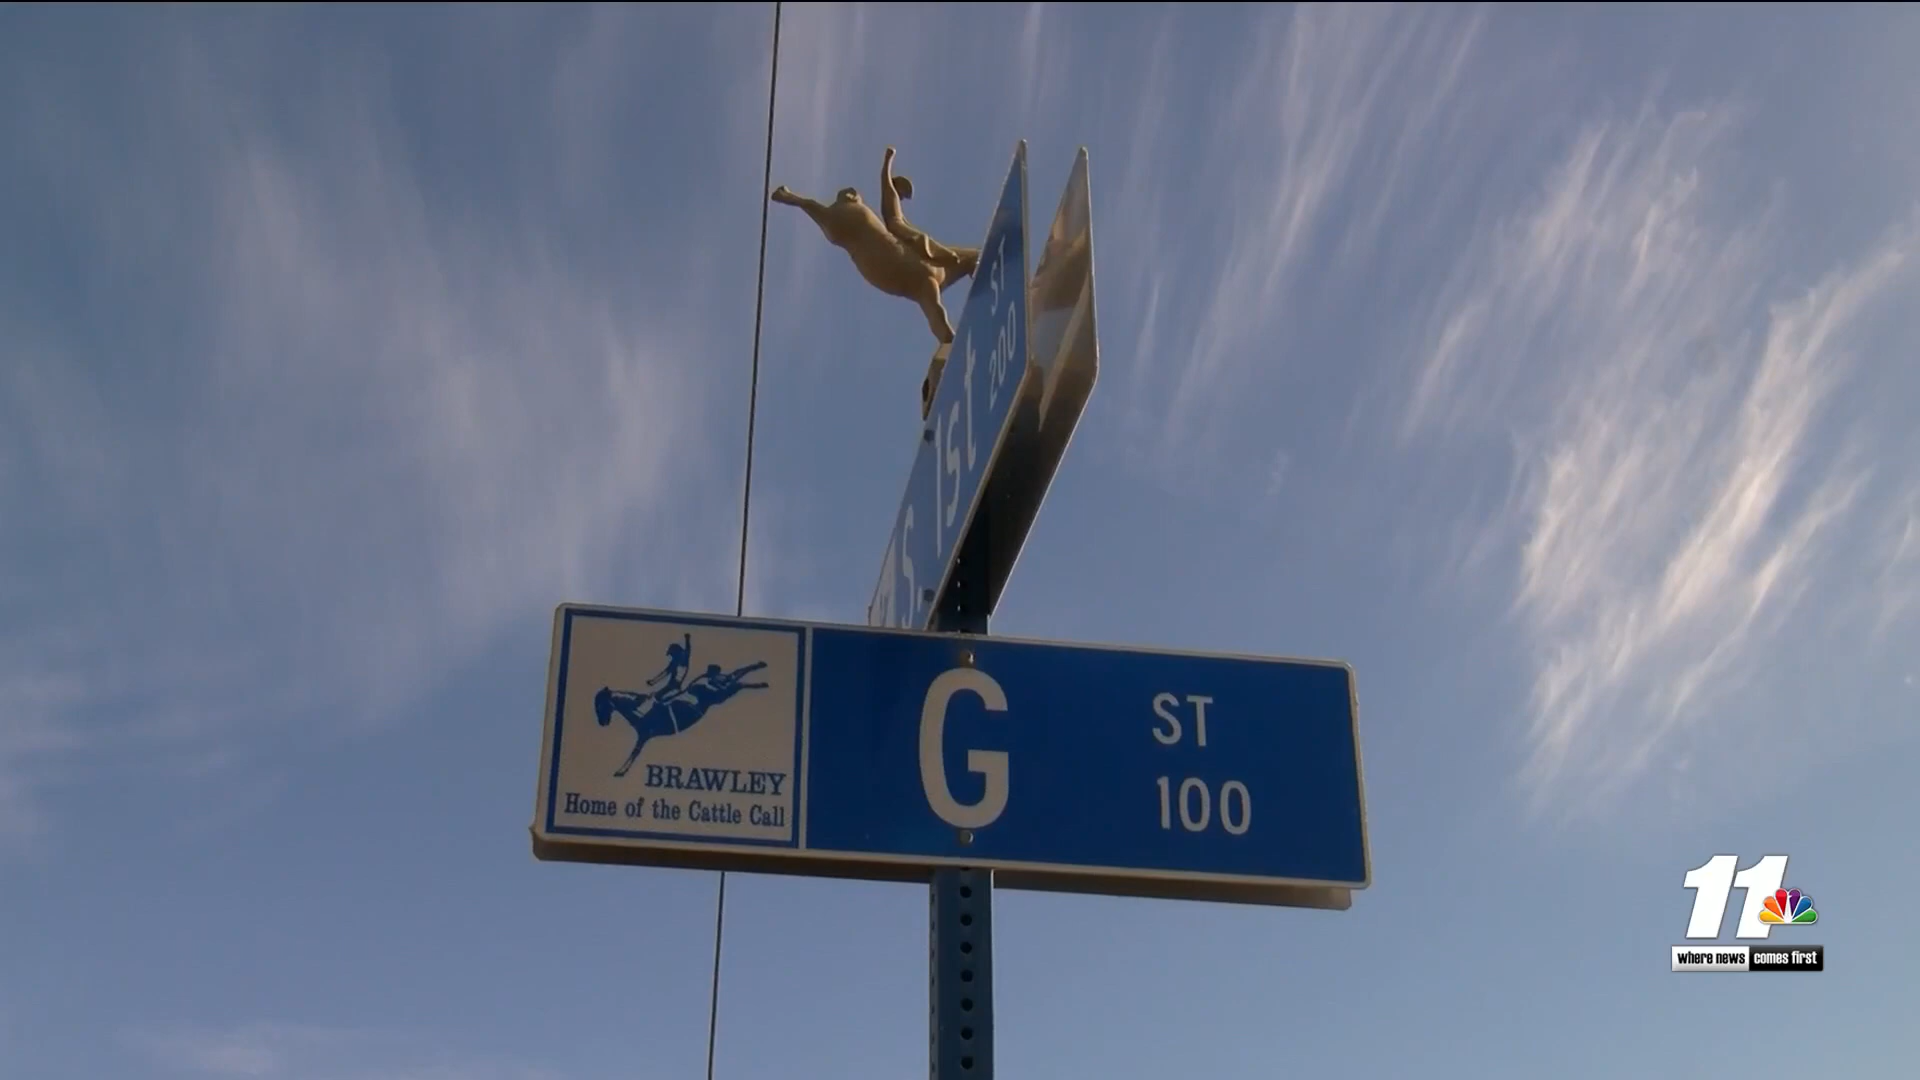 ST
200
S. 1st
BRAWLEY
Home of the Cattle Call
G
ST
100
11
where news comes first